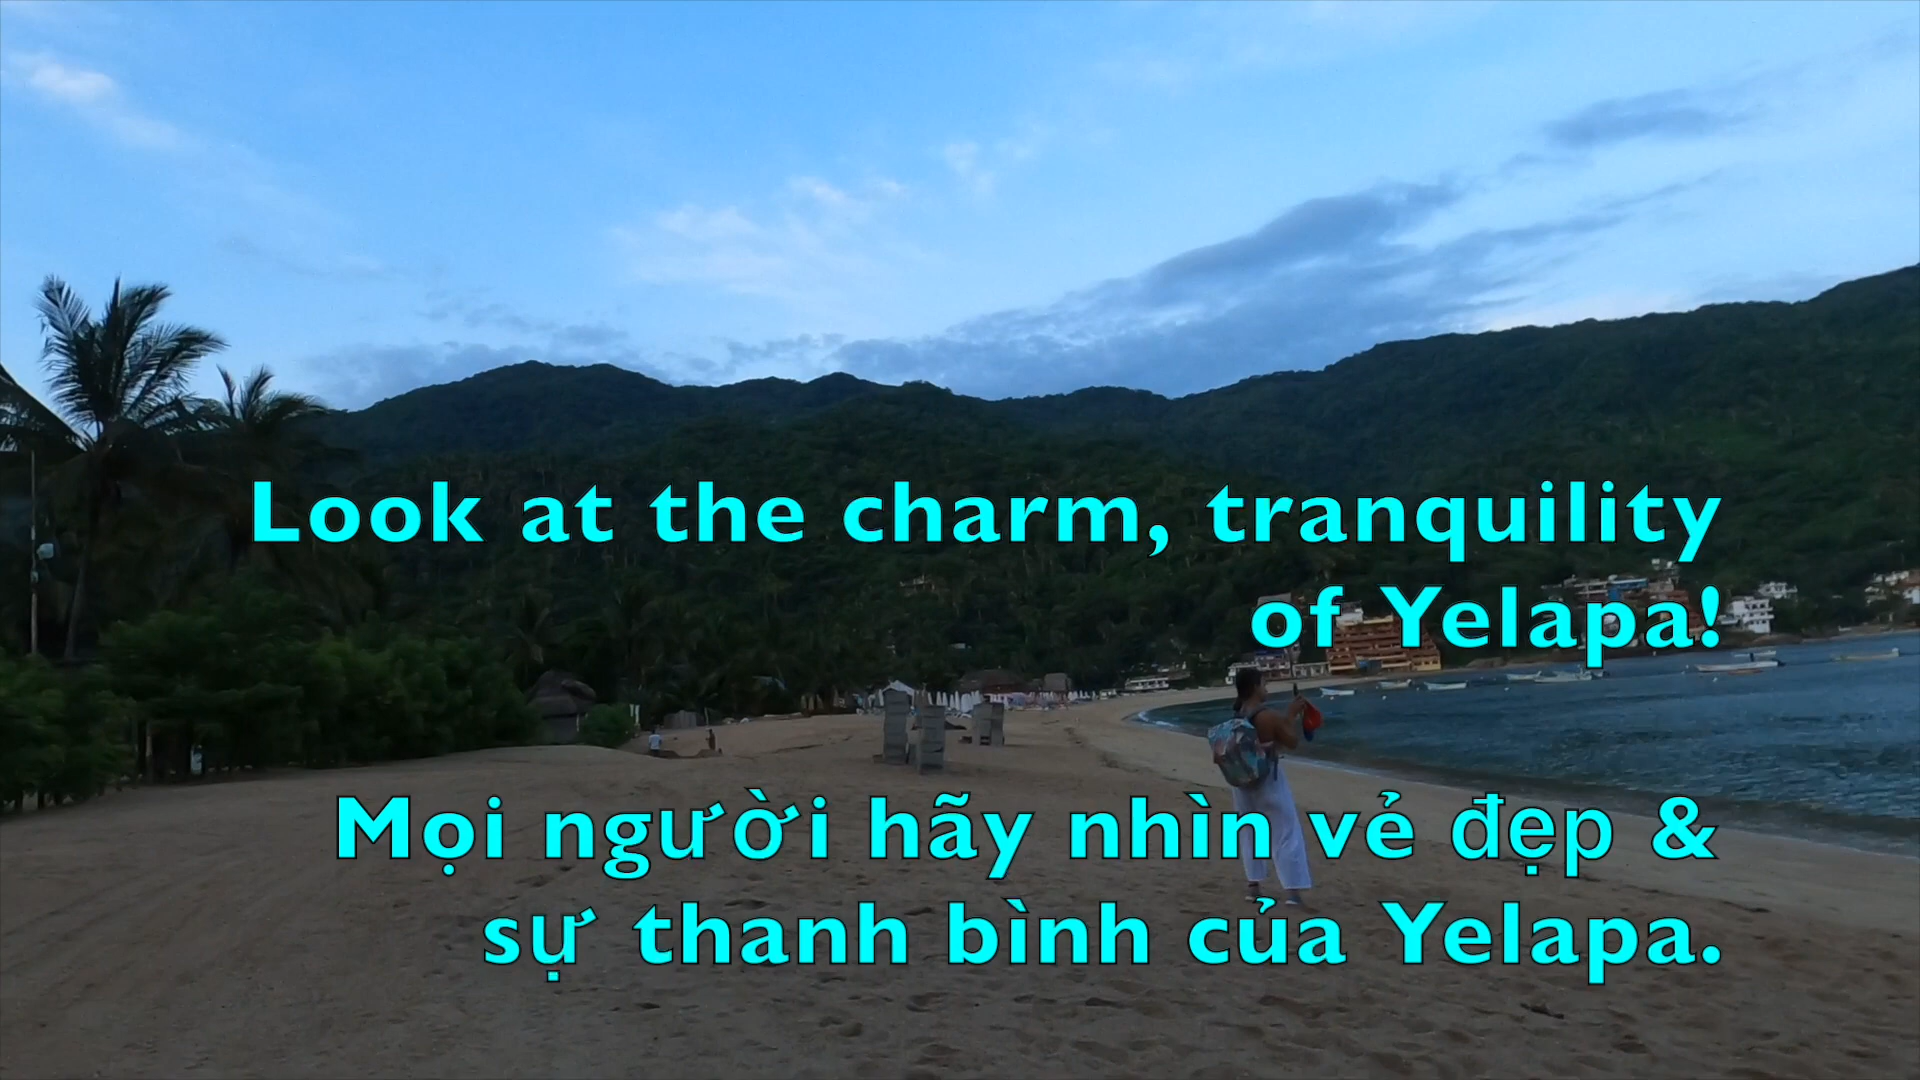 Look at the charm, tranquility
of Yelapa!
Mọi người hãy nhìn vẻ đẹp &
sự thanh bình của Yelapa.